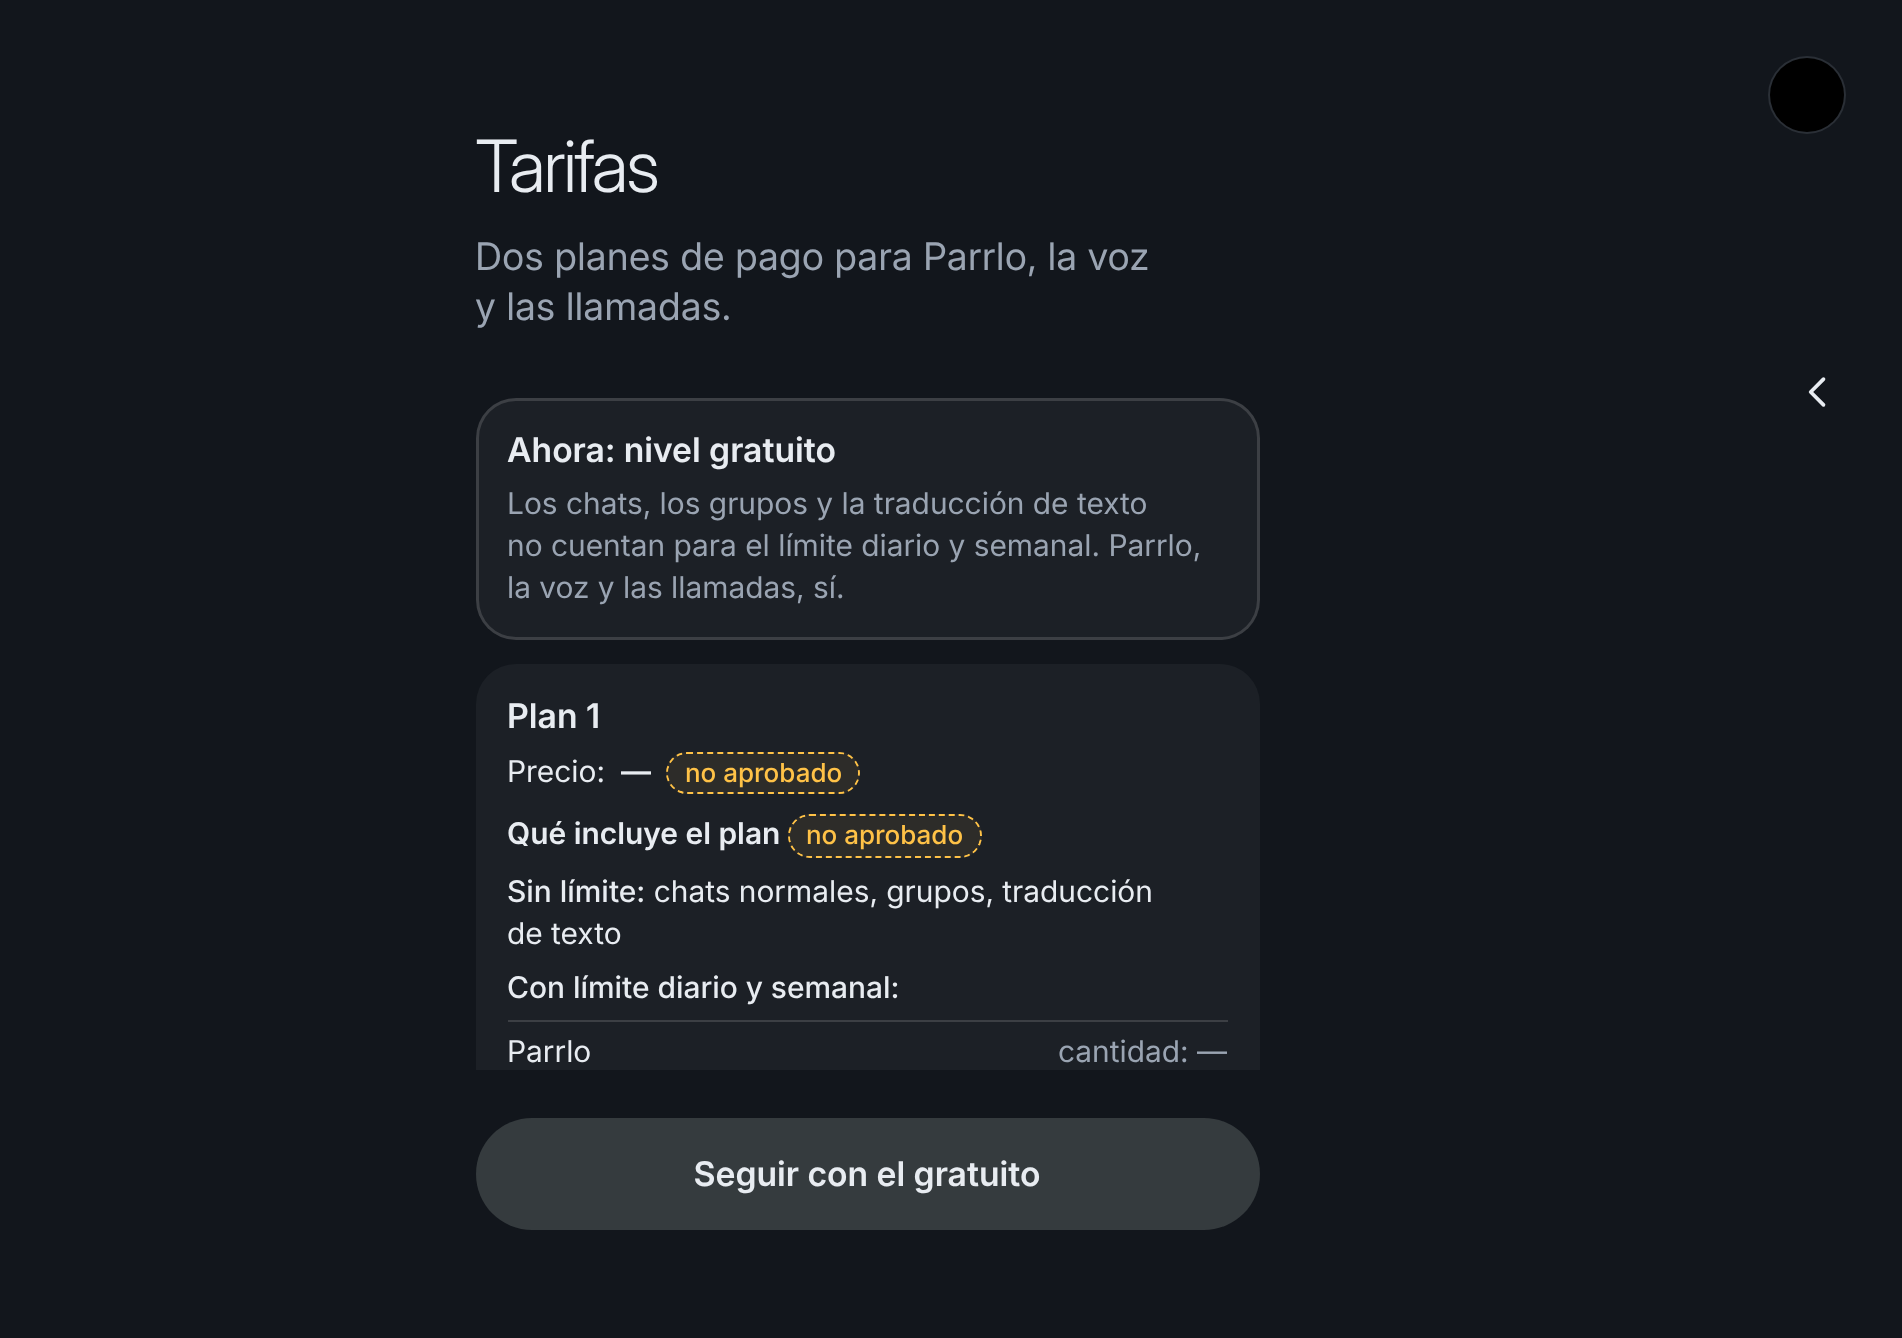 Tarifas
Dos planes de pago para Parrlo, la voz
y las llamadas.
Ahora: nivel gratuito
Los chats, los grupos y la traducción de texto
no cuentan para el límite diario y semanal. Parrlo,
la voz y las llamadas, sí.
Plan 1
Precio: — no aprobado
Qué incluye el plan no aprobado
Sin límite: chats normales, grupos, traducción
de texto
Con límite diario y semanal:
Parrlo cantidad: —
Seguir con el gratuito